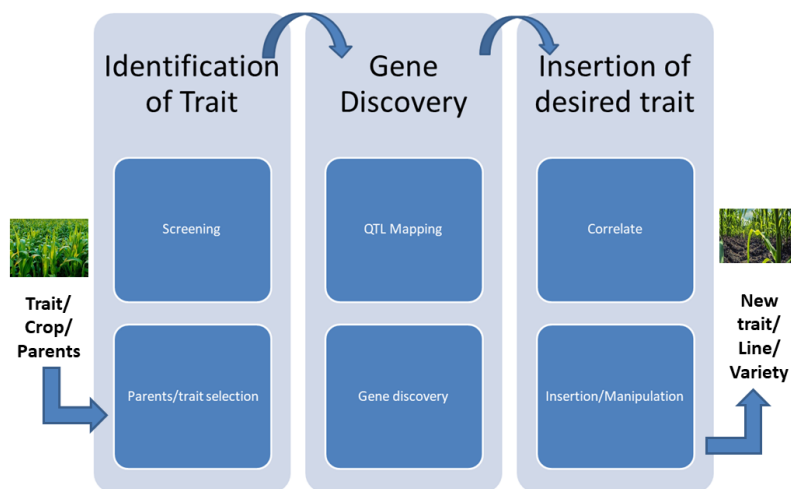 Identification
of Trait
Screening
Parents/trait selection
Gene
Discovery
QTL Mapping
Gene discovery
Insertion of
desired trait
Correlate
Insertion/Manipulation
Trait/
Crop/
Parents
New
trait/
Line/
Variety